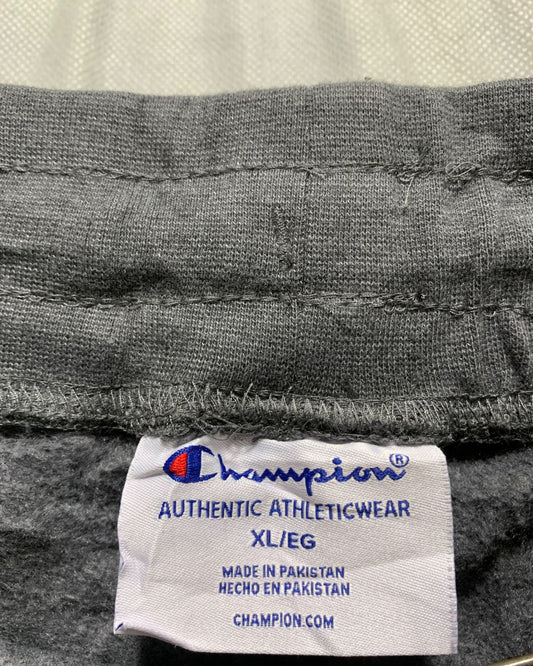 Champion®
AUTHENTIC ATHLETICWEAR
XL/EG
MADE IN PAKISTAN
HECHO EN PAKISTAN
CHAMPION.COM